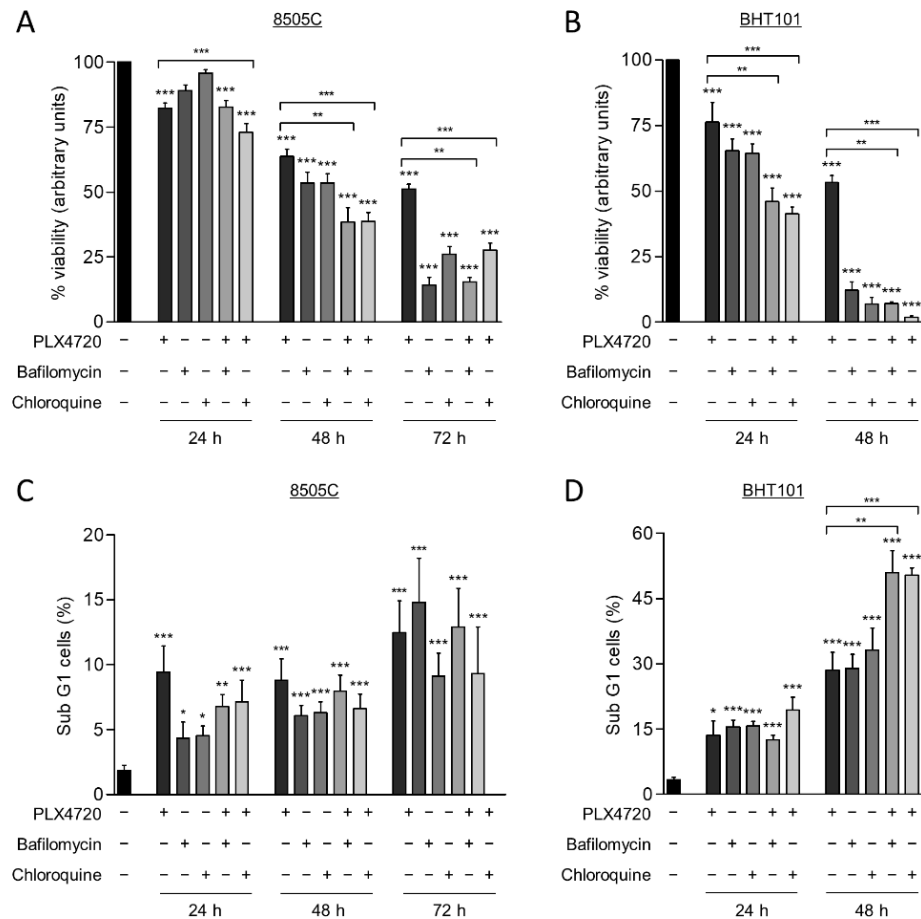 A
8505C
% viability (arbitrary units)
100
75
50
25
0
***
*** *** ***
***
**
*** *** *** *** ***
***
**
*** *** *** *** ***
PLX4720 – + – – + + + – – + + + – – + +
Bafilomycin – – + – + – – + – + – – + – + –
Chloroquine – – – + – + – – + – + – – + – +
24 h 48 h 72 h
B
BHT101
% viability (arbitrary units)
100
75
50
25
0
***
**
*** *** *** *** ***
***
**
*** *** *** *** ***
PLX4720 – + – – + + + – – + +
Bafilomycin – – + – + – – + – + –
Chloroquine – – – + – + – – + – +
24 h 48 h
C
8505C
Sub G1 cells (%)
20
15
10
5
0
*** * * ** ***
*** *** *** *** ***
*** *** *** *** ***
PLX4720 – + – – + + + – – + + + – – + +
Bafilomycin – – + – + – – + – + – – + – + –
Chloroquine – – – + – + – – + – + – – + – +
24 h 48 h 72 h
D
BHT101
Sub G1 cells (%)
60
45
30
15
0
* *** *** *** ***
***
**
*** *** *** *** ***
PLX4720 – + – – + + + – – + +
Bafilomycin – – + – + – – + – + –
Chloroquine – – – + – + – – + – +
24 h 48 h